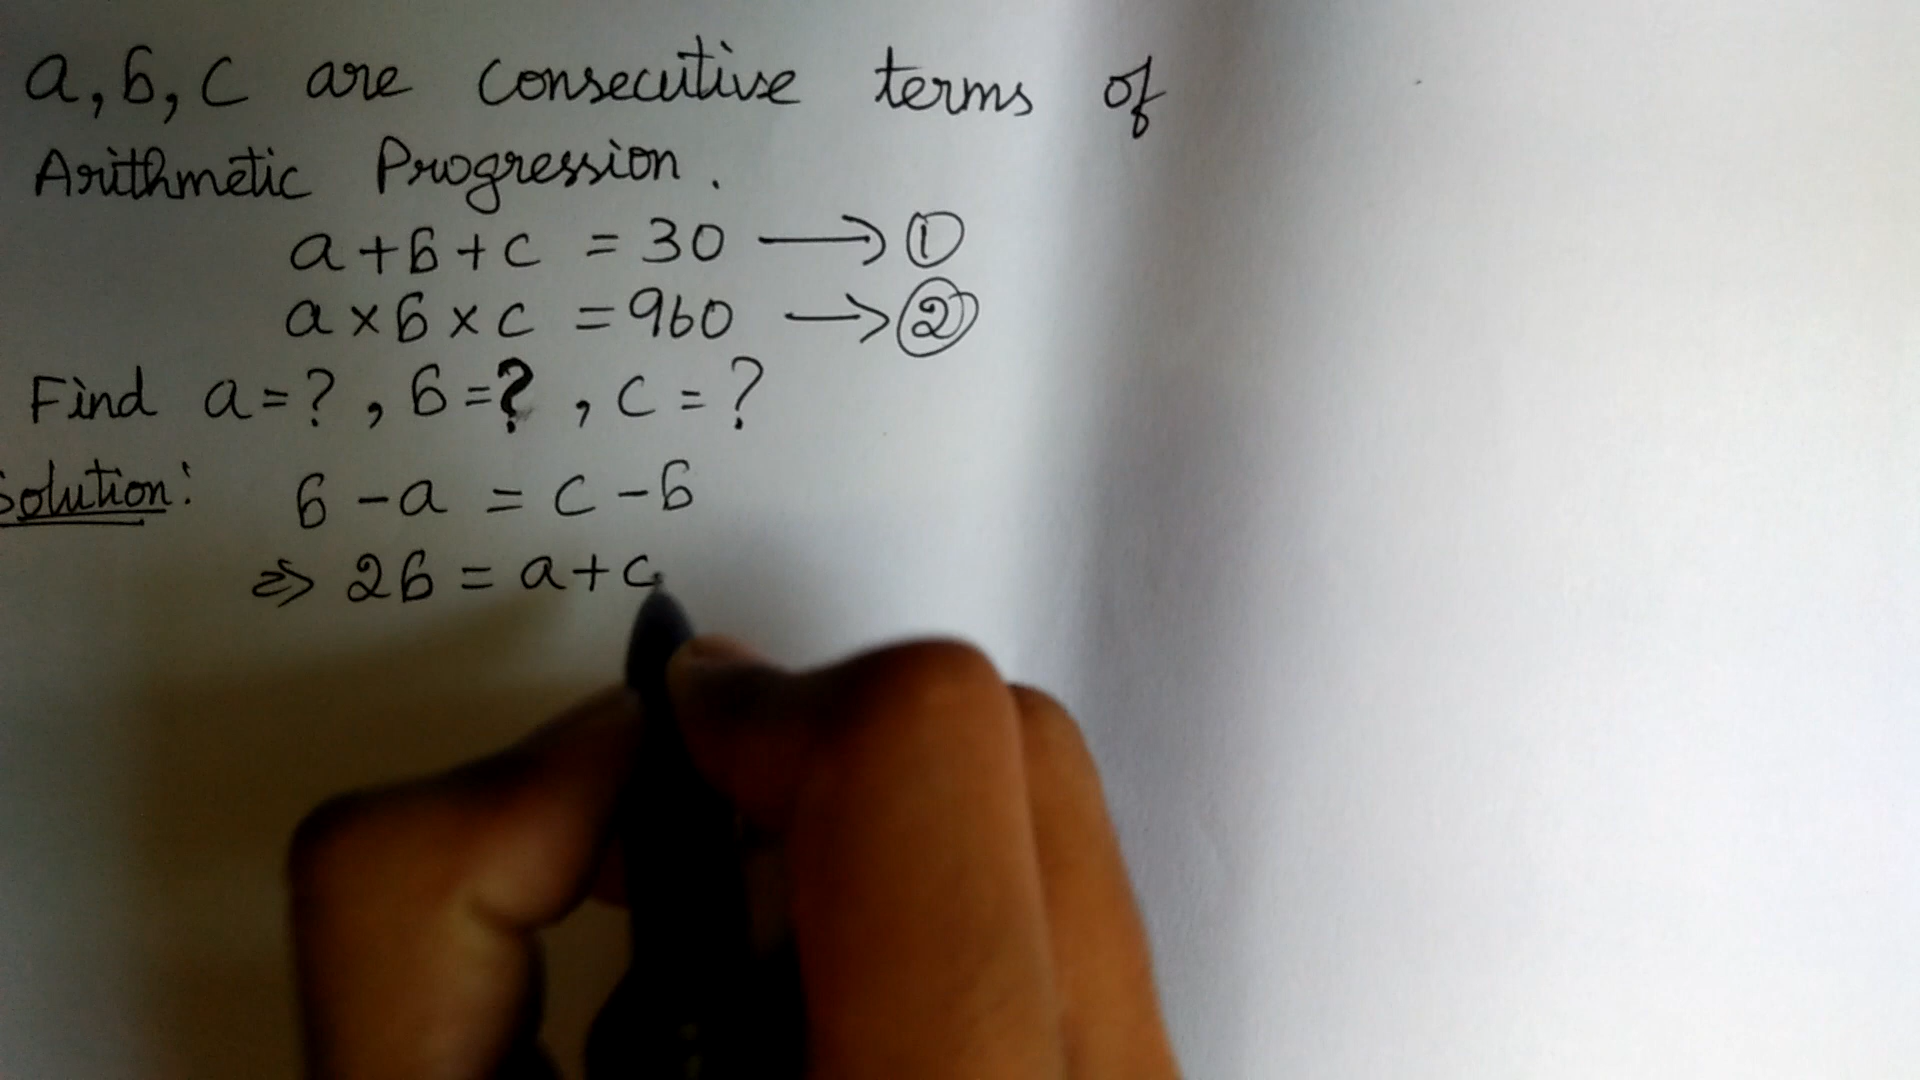 a, b, c are consecutive terms of
Arithmetic Progression.
a + b + c = 30 → ①
a × b × c = 960 → ②
Find a = ? , b = ? , c = ?
Solution: b - a = c - b
⇒ 2b = a + c